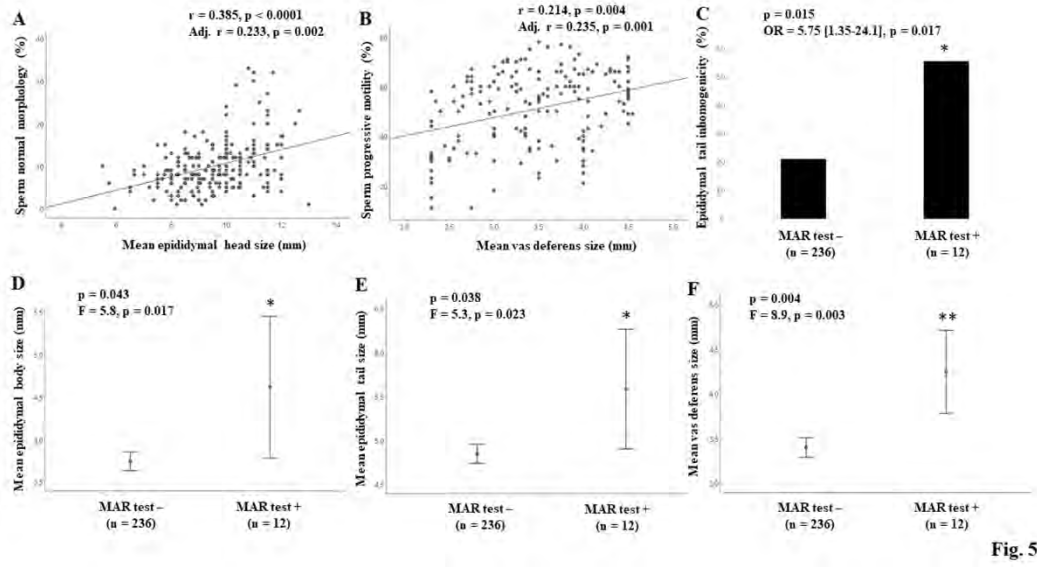 A
r = 0.385, p < 0.0001
Adj. r = 0.233, p = 0.002
Sperm normal morphology (%)
Mean epididymal head size (mm)
B
r = 0.214, p = 0.004
Adj. r = 0.235, p = 0.001
Sperm progressive motility (%)
Mean vas deferens size (mm)
C
p = 0.015
OR = 5.75 [1.35-24.1], p = 0.017
*
Epididymal tail inhomogenicity (%)
MAR test – MAR test +
(n = 236) (n = 12)
D
p = 0.043
F = 5.8, p = 0.017
*
Mean epididymal body size (mm)
MAR test – MAR test +
(n = 236) (n = 12)
E
p = 0.038
F = 5.3, p = 0.023
*
Mean epididymal tail size (mm)
MAR test – MAR test +
(n = 236) (n = 12)
F
p = 0.004
F = 8.9, p = 0.003
**
Mean vas deferens size (mm)
MAR test – MAR test +
(n = 236) (n = 12)
Fig. 5